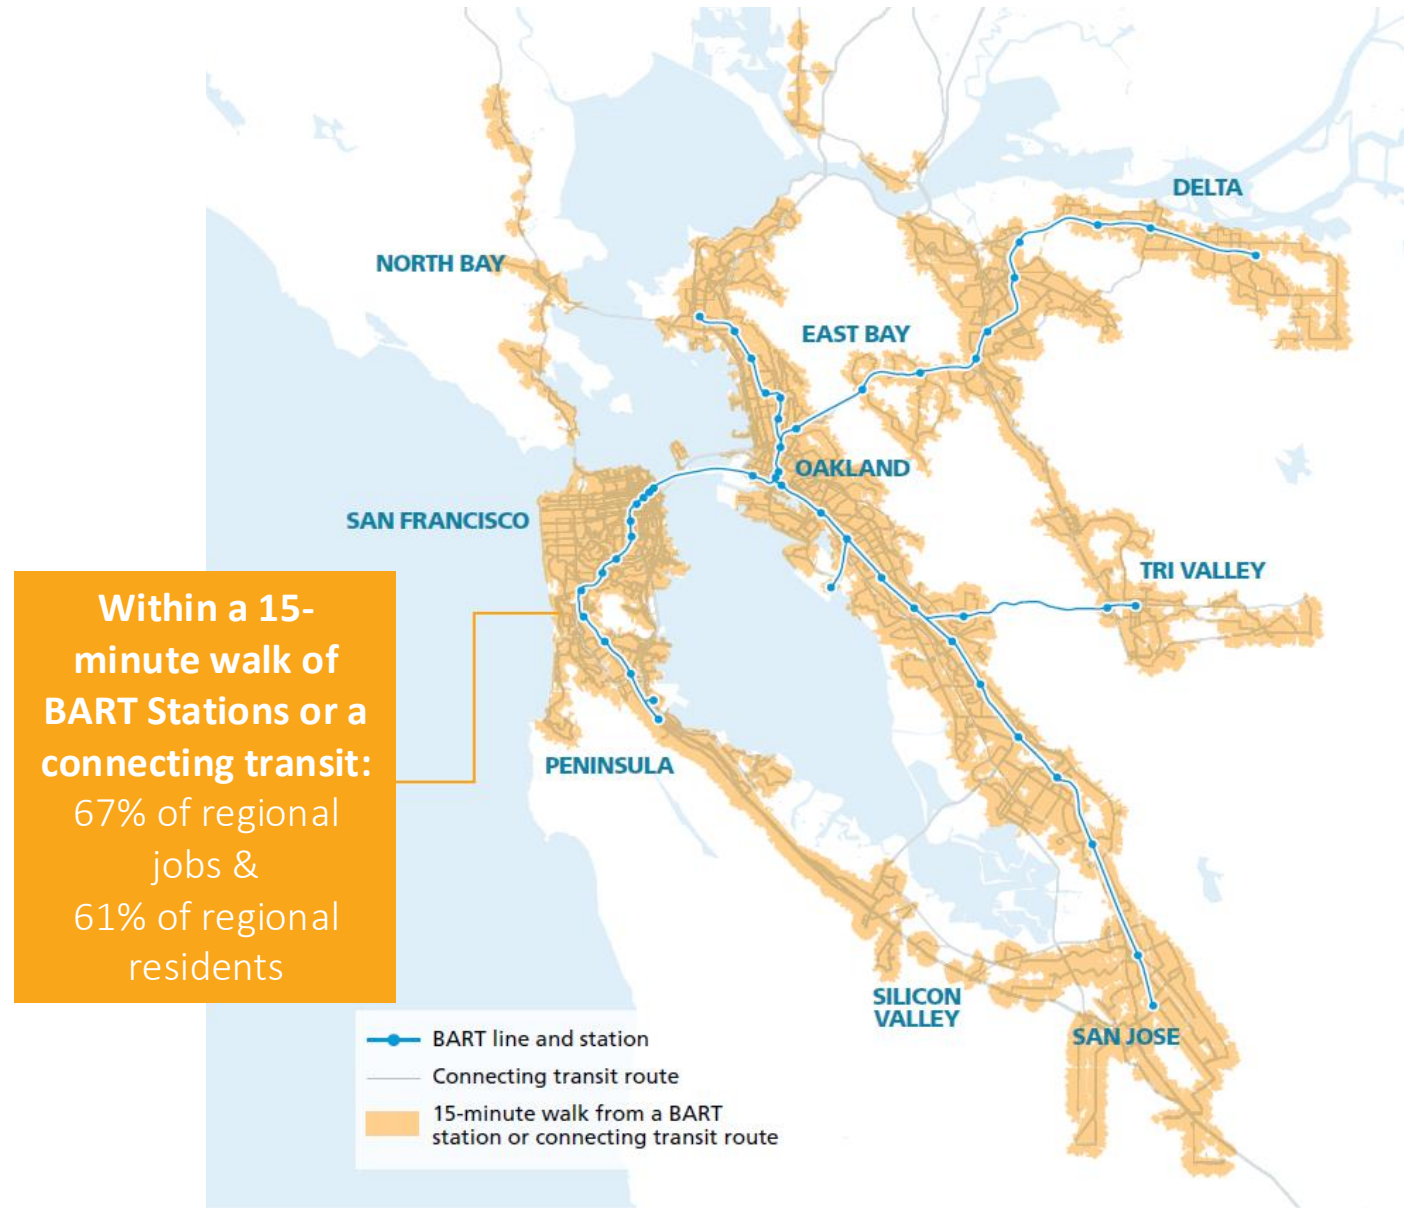 DELTA
NORTH BAY
EAST BAY
OAKLAND
SAN FRANCISCO
TRI VALLEY
Within a 15-
minute walk of
BART Stations or a
connecting transit:
67% of regional
jobs &
61% of regional
residents
PENINSULA
SILICON
VALLEY
SAN JOSE
BART line and station
Connecting transit route
15-minute walk from a BART
station or connecting transit route